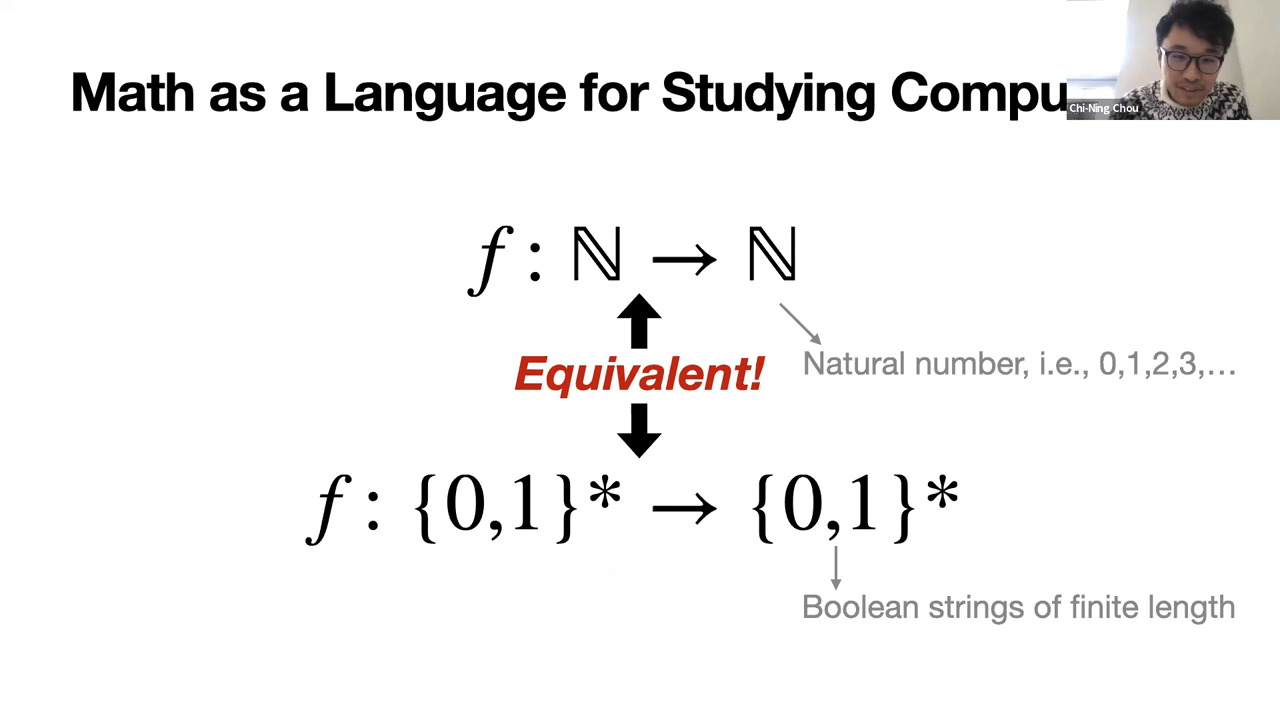 Math as a Language for Studying Compu
Chi-Ning Chou
f : ℕ → ℕ
Equivalent!
Natural number, i.e., 0,1,2,3,…
f : {0,1}* → {0,1}*
Boolean strings of finite length